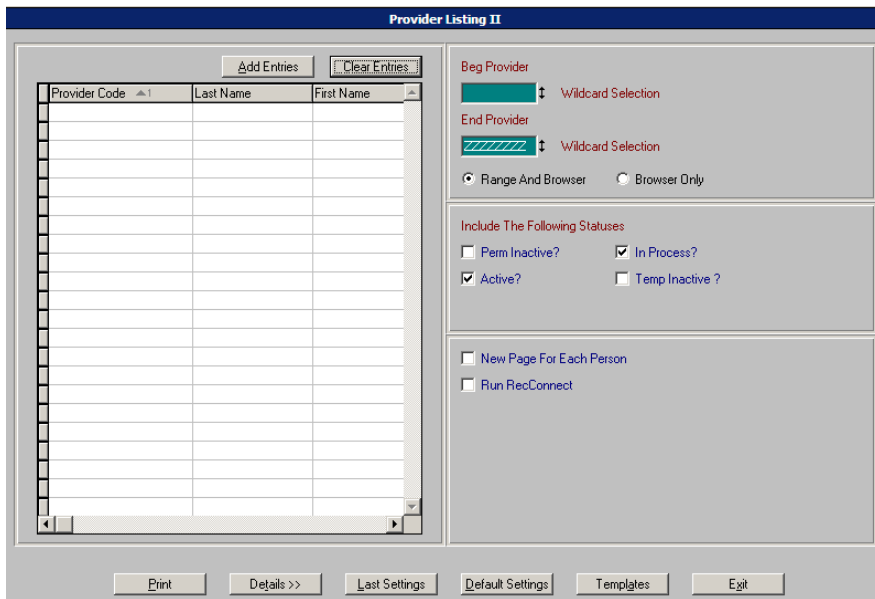 Provider Listing II
Add Entries Clear Entries
Provider Code 1 Last Name First Name
Beg Provider
Wildcard Selection
End Provider
ZZZZZZZZ Wildcard Selection
Range And Browser Browser Only
Include The Following Statuses
Perm Inactive? In Process?
Active? Temp Inactive ?
New Page For Each Person
Run RecConnect
Print Details >> Last Settings Default Settings Templates Exit